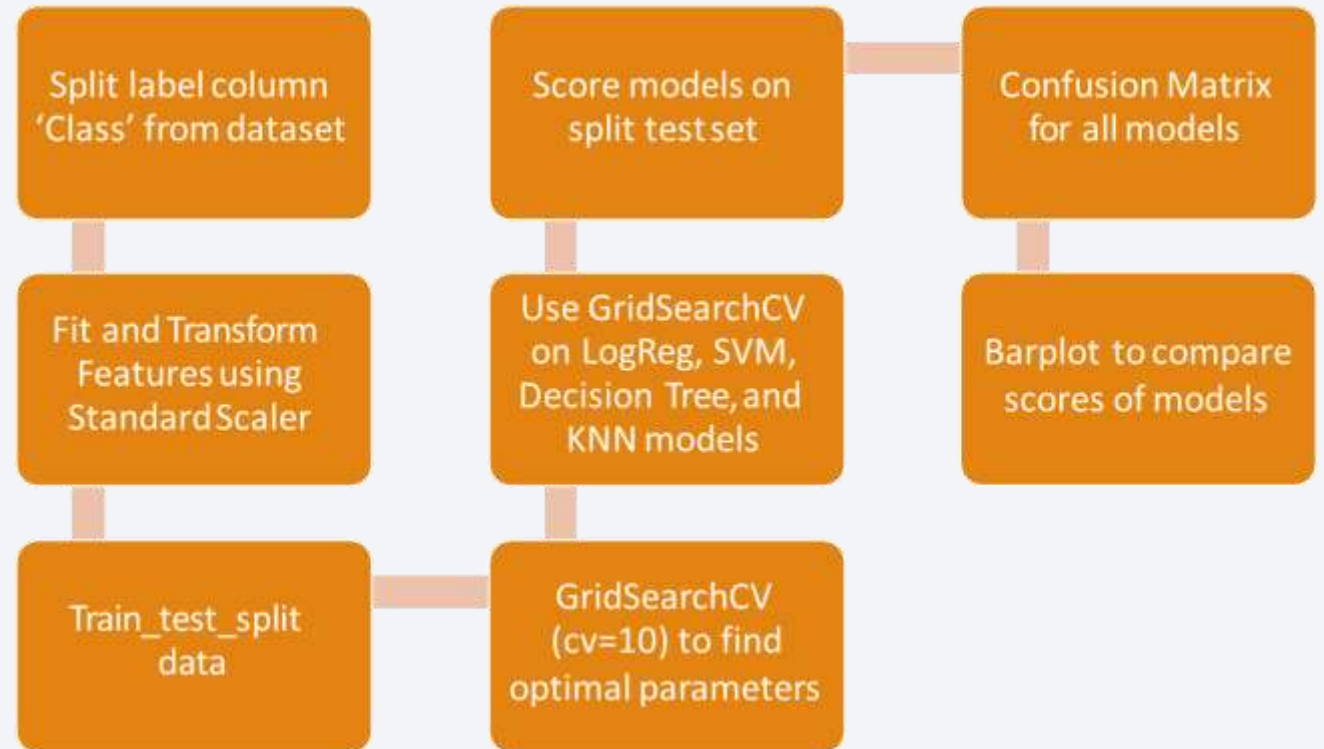 Split label column
‘Class’ from dataset
Fit and Transform
Features using
Standard Scaler
Train_test_split
data
GridSearchCV
(cv=10) to find
optimal parameters
Use GridSearchCV
on LogReg, SVM,
Decision Tree, and
KNN models
Score models on
split test set
Confusion Matrix
for all models
Barplot to compare
scores of models